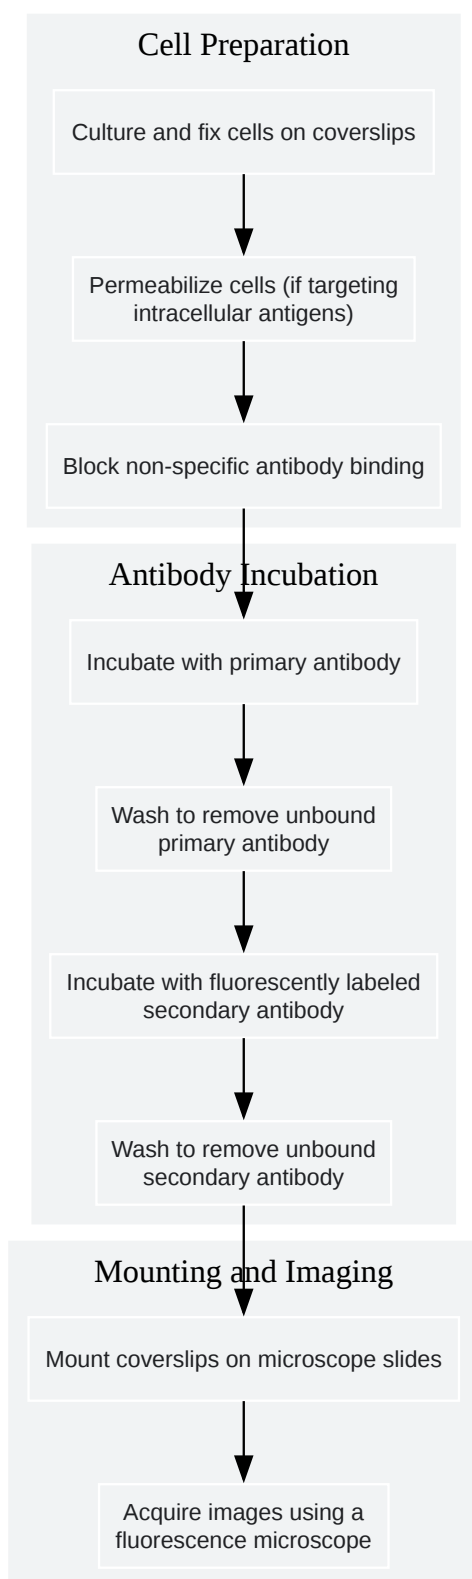 Cell Preparation
Culture and fix cells on coverslips
Permeabilize cells (if targeting
intracellular antigens)
Block non-specific antibody binding
Antibody Incubation
Incubate with primary antibody
Wash to remove unbound
primary antibody
Incubate with fluorescently labeled
secondary antibody
Wash to remove unbound
secondary antibody
Mounting and Imaging
Mount coverslips on microscope slides
Acquire images using a
fluorescence microscope